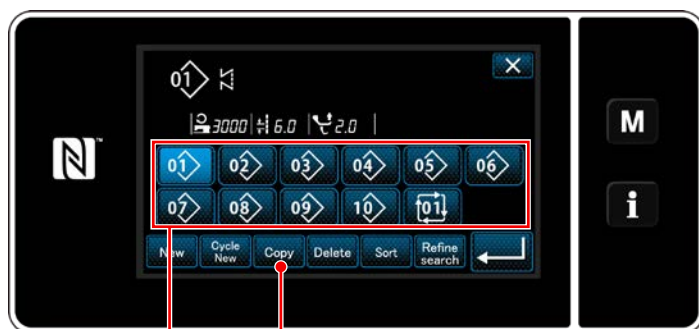 01
3000 6.0 2.0
M
N
01 02 03 04 05 06
i
07 08 09 10 01
New Cycle New Copy Delete Sort Refine search